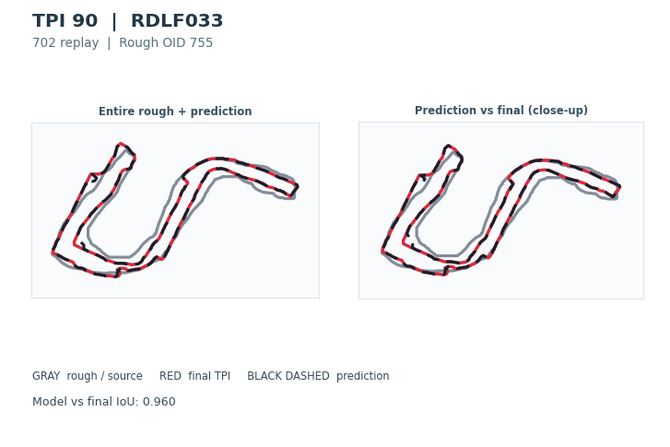 TPI 90 | RDLF033
702 replay | Rough OID 755
Entire rough + prediction
Prediction vs final (close-up)
GRAY rough / source RED final TPI BLACK DASHED prediction
Model vs final IoU: 0.960